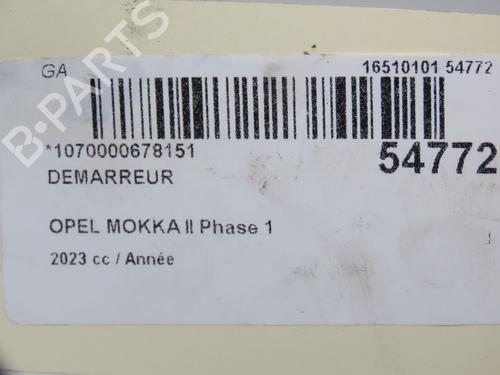 GA 16510101 54772
*1070000678151 54772
DEMARREUR
OPEL MOKKA II Phase 1
2023 cc / Année
B-PARTS